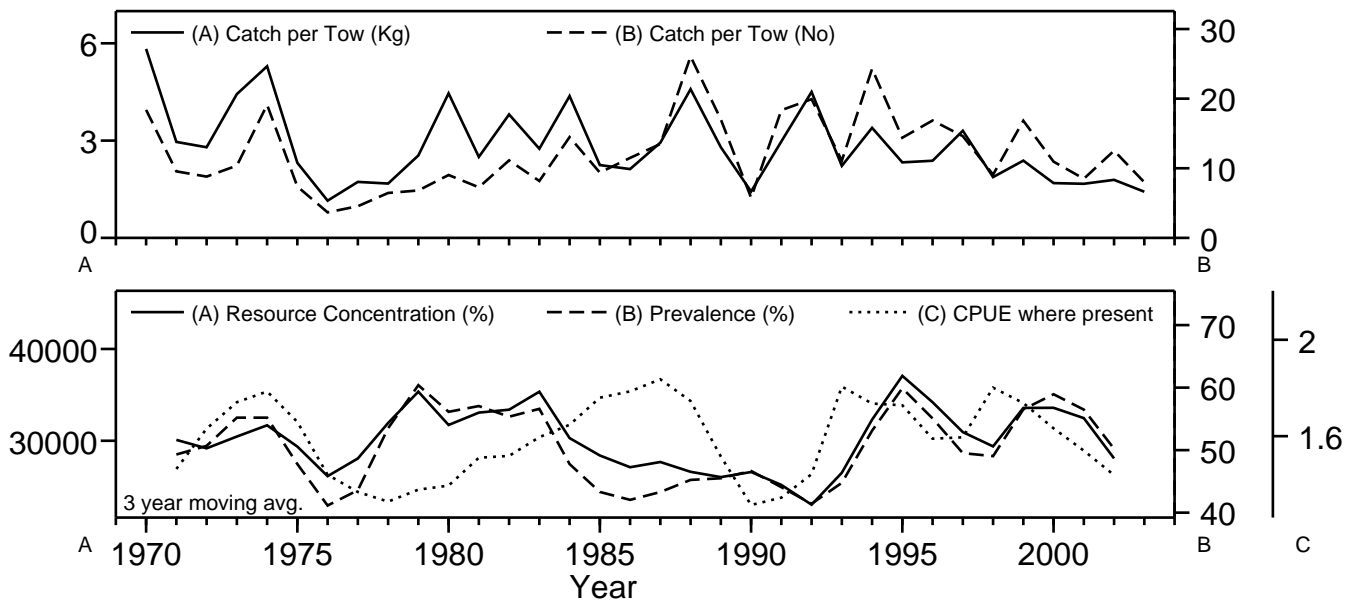 (A) Catch per Tow (Kg) (B) Catch per Tow (No)
6 30
20
3
10
0 0
A B
(A) Resource Concentration (%) (B) Prevalence (%) (C) CPUE where present
70
40000 2
60
30000 50 1.6
3 year moving avg.
40
A 1970 1975 1980 1985 1990 1995 2000 B C
Year